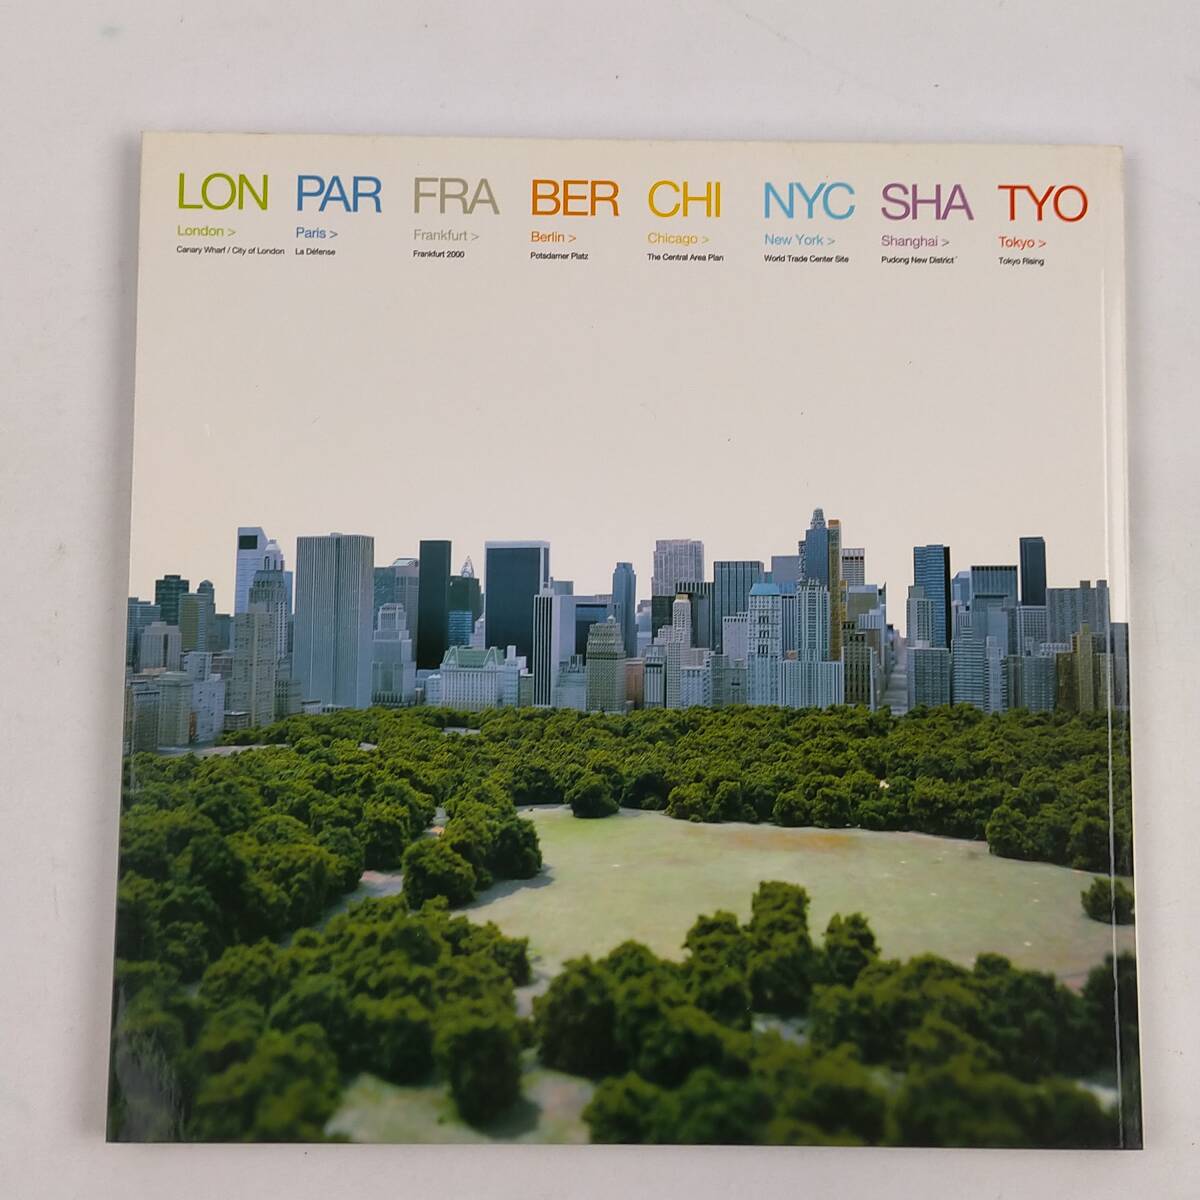 LON PAR FRA BER CHI NYC SHA TYO
London > Paris > Frankfurt > Berlin > Chicago > New York > Shanghai > Tokyo >
Canary Wharf / City of London La Défense Frankfurt 2000 Potsdamer Platz The Central Area Plan World Trade Center Site Pudong New District Tokyo Rising